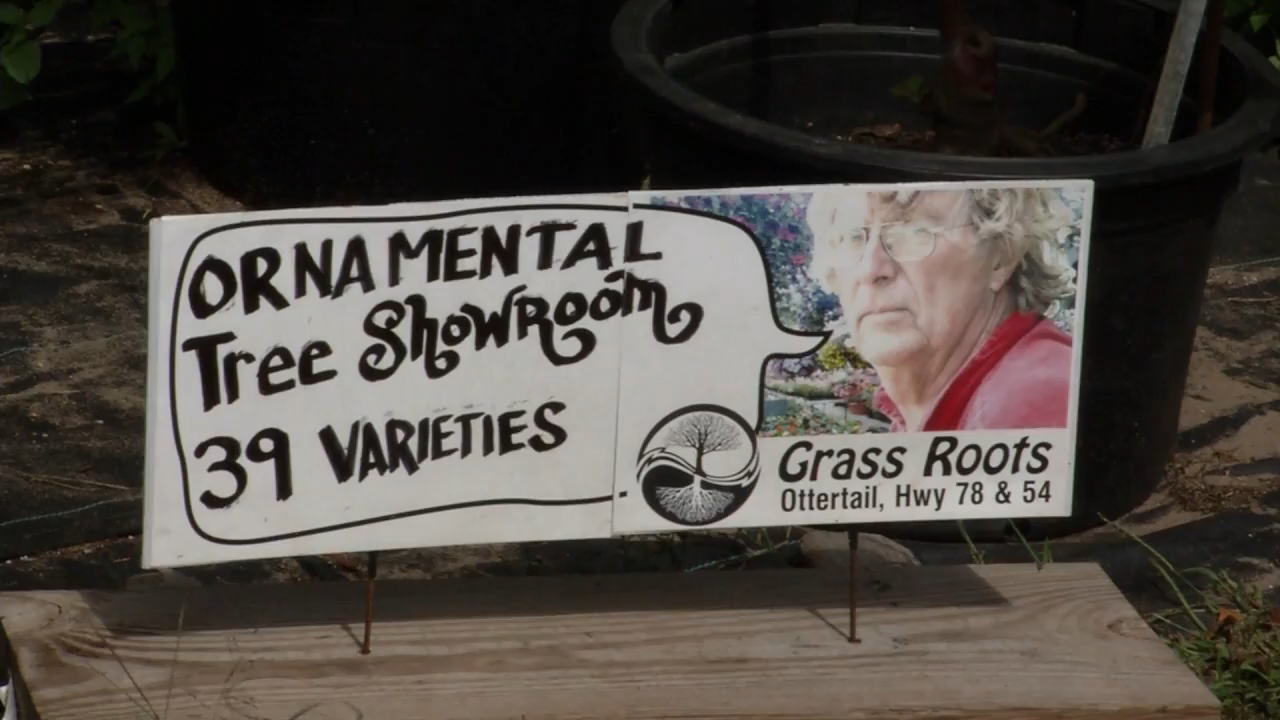 ORNAMENTAL
Tree Showroom
39 VARIETIES
Grass Roots
Ottertail, Hwy 78 & 54